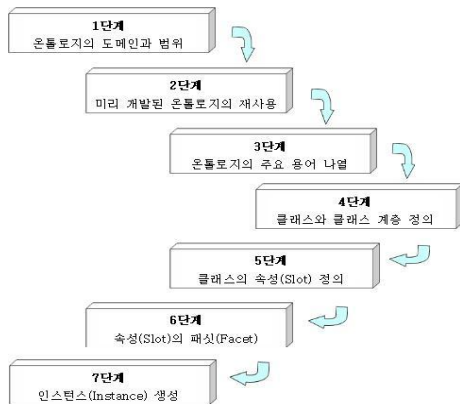 1단계
온톨로지의 도메인과 범위
2단계
미리 개발된 온톨로지의 재사용
3단계
온톨로지의 주요 용어 나열
4단계
클래스와 클래스 계층 정의
5단계
클래스의 속성(Slot) 정의
6단계
속성(Slot)의 패싯(Facet)
7단계
인스턴스(Instance) 생성